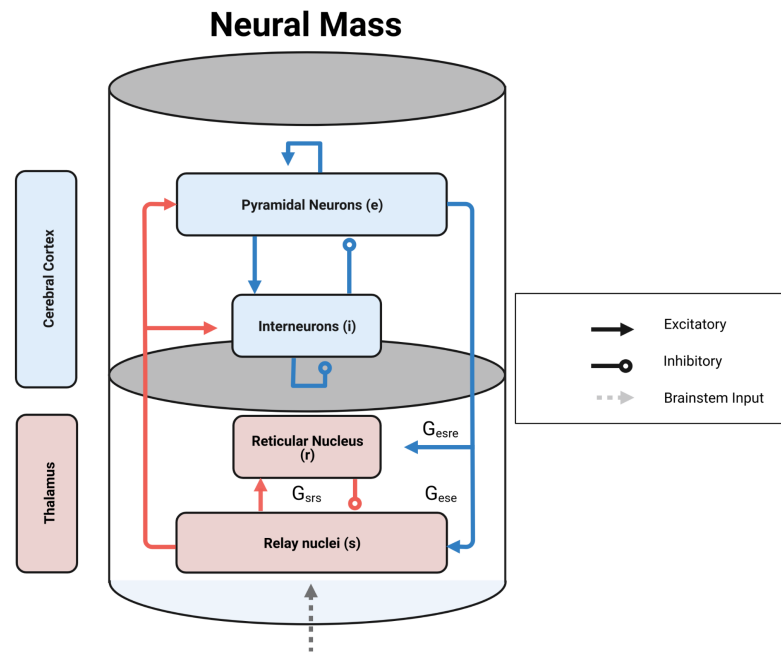 Neural Mass
Cerebral Cortex
Pyramidal Neurons (e)
Interneurons (i)
Excitatory
Inhibitory
Brainstem Input
Thalamus
Reticular Nucleus
(r)
Gesre
Gsrs
Gese
Relay nuclei (s)